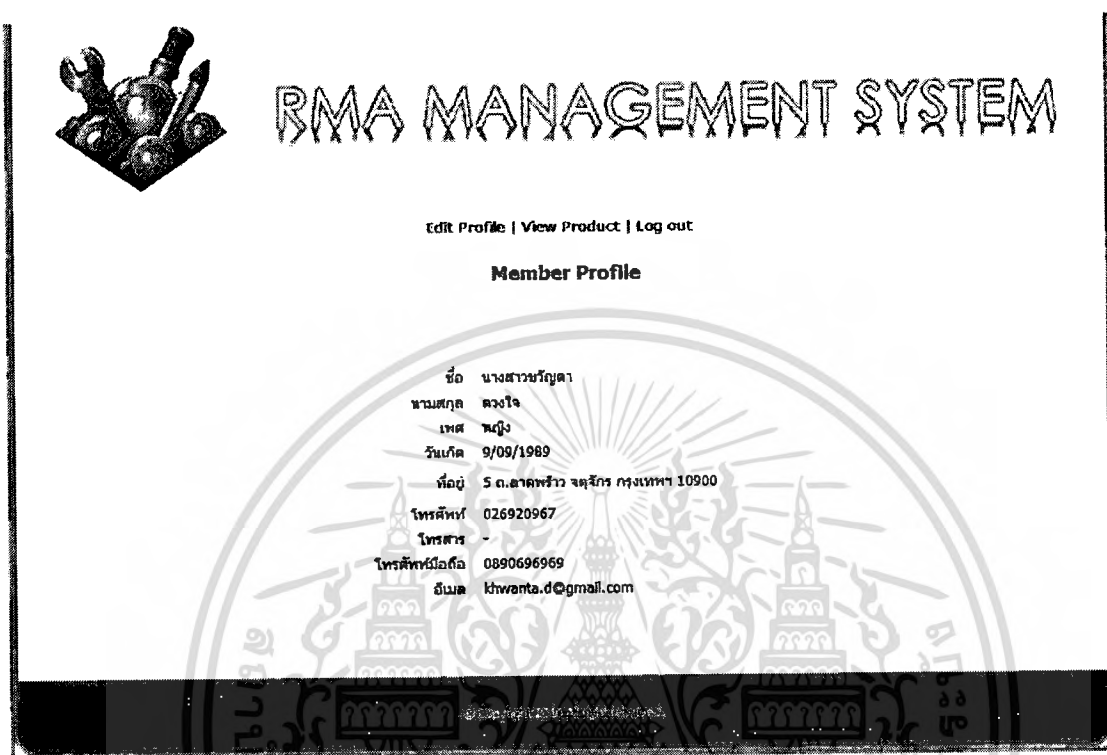 RMA MANAGEMENT SYSTEM
Edit Profile | View Product | Log out
Member Profile
ชื่อ นางสาวขวัญตา
นามสกุล ดวงใจ
เพศ หญิง
วันเกิด 9/09/1989
ที่อยู่ 5 ถ.ลาดพร้าว จตุจักร กรุงเทพฯ 10900
โทรศัพท์ 026920967
โทรสาร -
โทรศัพท์มือถือ 0890696969
อีเมล khwanta.d@gmail.com